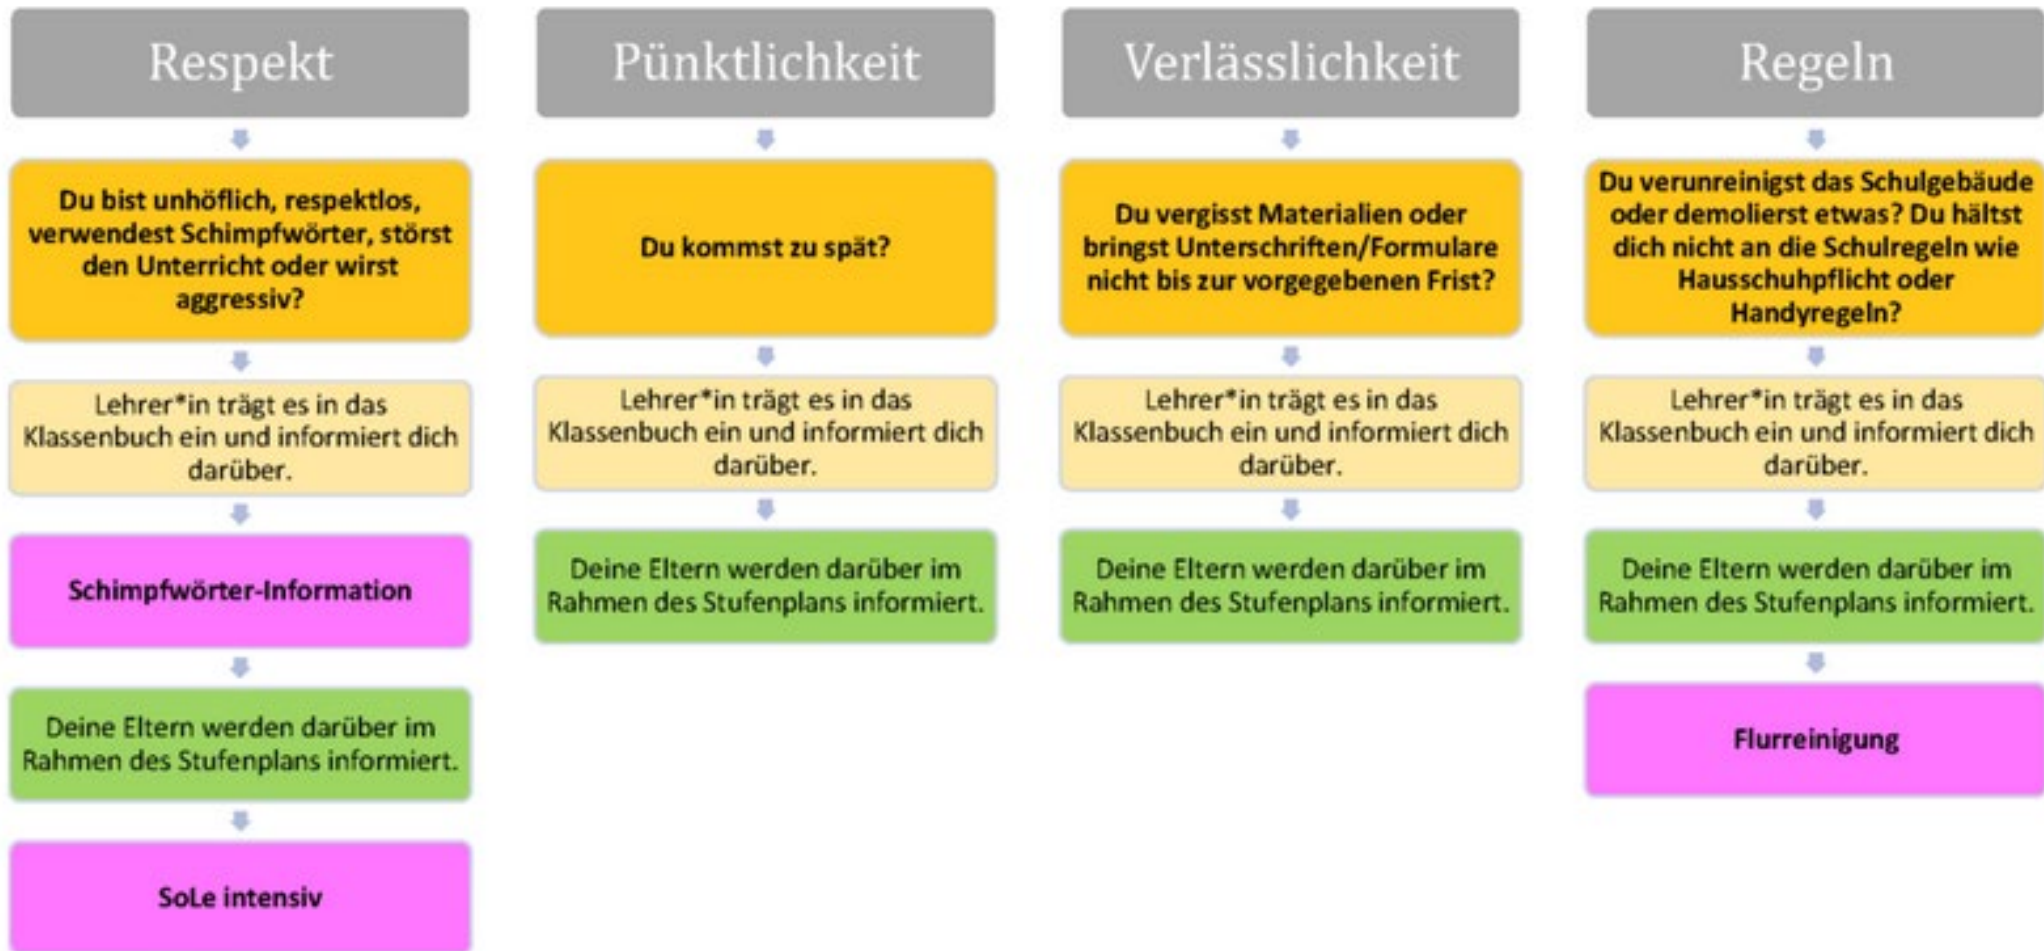 Respekt
Du bist unhöflich, respektlos,
verwendest Schimpfwörter, störst
den Unterricht oder wirst
aggressiv?
Lehrer*in trägt es in das
Klassenbuch ein und informiert dich
darüber.
Schimpfwörter-Information
Deine Eltern werden darüber im
Rahmen des Stufenplans informiert.
SoLe intensiv
Pünktlichkeit
Du kommst zu spät?
Lehrer*in trägt es in das
Klassenbuch ein und informiert dich
darüber.
Deine Eltern werden darüber im
Rahmen des Stufenplans informiert.
Verlässlichkeit
Du vergisst Materialien oder
bringst Unterschriften/Formulare
nicht bis zur vorgegebenen Frist?
Lehrer*in trägt es in das
Klassenbuch ein und informiert dich
darüber.
Deine Eltern werden darüber im
Rahmen des Stufenplans informiert.
Regeln
Du verunreinigst das Schulgebäude
oder demolierst etwas? Du hältst
dich nicht an die Schulregeln wie
Hausschuhpflicht oder
Handyregeln?
Lehrer*in trägt es in das
Klassenbuch ein und informiert dich
darüber.
Deine Eltern werden darüber im
Rahmen des Stufenplans informiert.
Flurreinigung